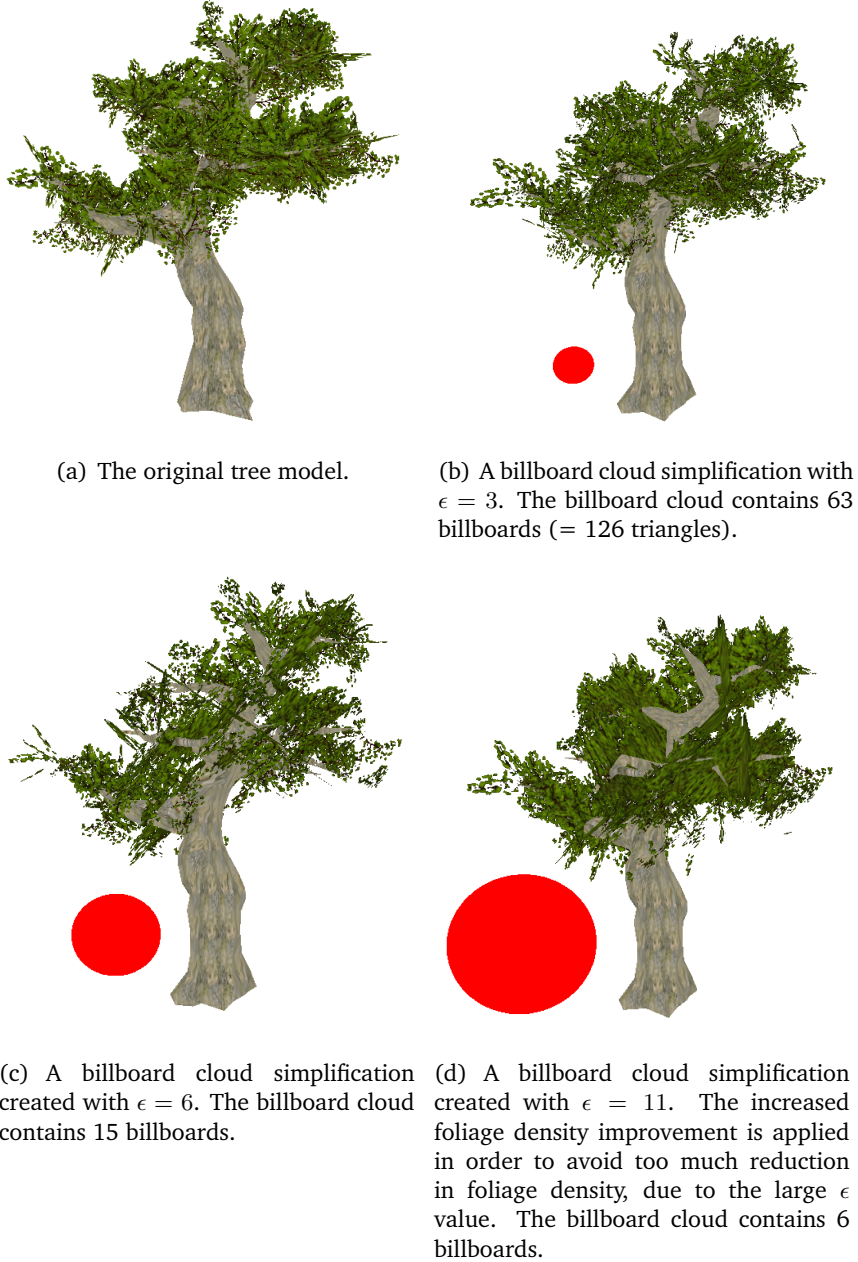 (a) The original tree model.
(b) A billboard cloud simplification with
ϵ = 3. The billboard cloud contains 63
billboards (= 126 triangles).
(c) A billboard cloud simplification
created with ϵ = 6. The billboard cloud
contains 15 billboards.
(d) A billboard cloud simplification
created with ϵ = 11. The increased
foliage density improvement is applied
in order to avoid too much reduction
in foliage density, due to the large ϵ
value. The billboard cloud contains 6
billboards.